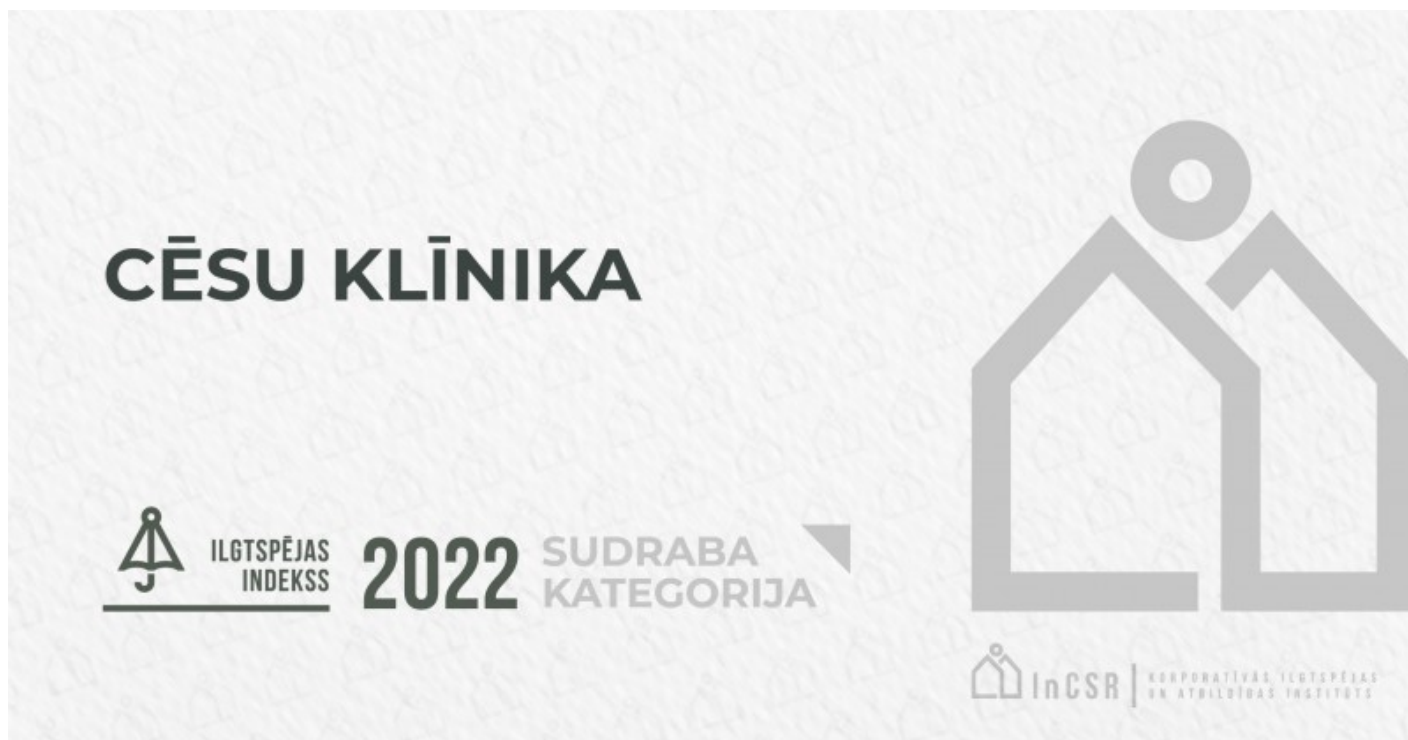 CĒSU KLĪNIKA
ILGTSPĒJAS
INDEKSS
2022
SUDRABA
KATEGORIJA
InCSR
KORPORATĪVĀS ILGTSPĒJAS
UN ATBILDĪBAS INSTITŪTS